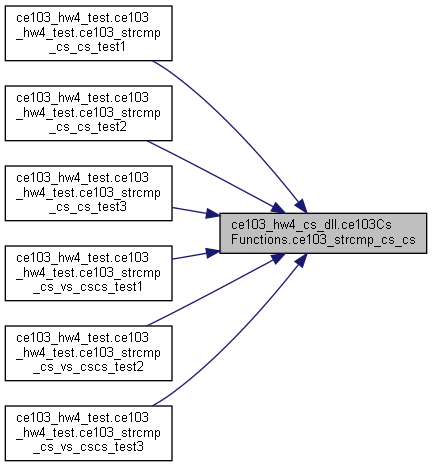 ce103_hw4_test.ce103
_hw4_test.ce103_strcmp
_cs_cs_test1
ce103_hw4_test.ce103
_hw4_test.ce103_strcmp
_cs_cs_test2
ce103_hw4_test.ce103
_hw4_test.ce103_strcmp
_cs_cs_test3
ce103_hw4_cs_dll.ce103Cs
Functions.ce103_strcmp_cs_cs
ce103_hw4_test.ce103
_hw4_test.ce103_strcmp
_cs_vs_cscs_test1
ce103_hw4_test.ce103
_hw4_test.ce103_strcmp
_cs_vs_cscs_test2
ce103_hw4_test.ce103
_hw4_test.ce103_strcmp
_cs_vs_cscs_test3